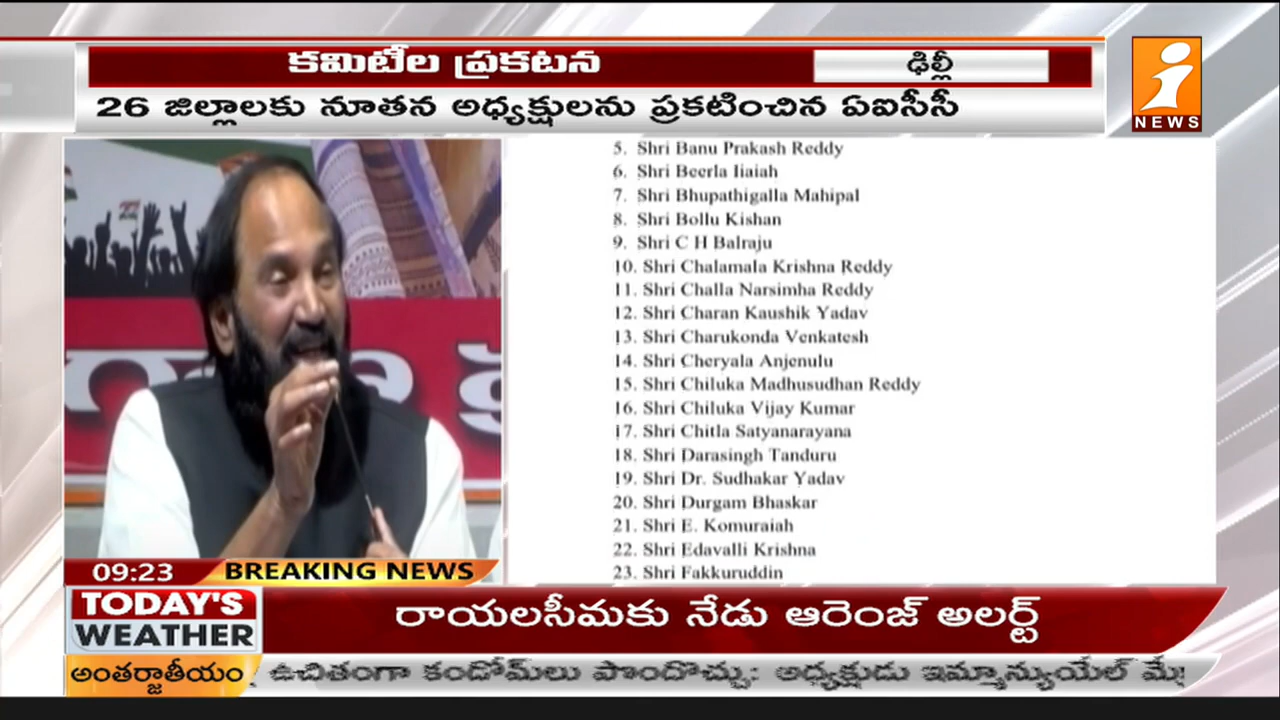 కమిటీల ప్రకటన
ఢిల్లీ
26 జిల్లాలకు నూతన అధ్యక్షులను ప్రకటించిన ఏఐసీసీ
i
NEWS
5. Shri Banu Prakash Reddy
6. Shri Beerla Iiaiah
7. Shri Bhupathigalla Mahipal
8. Shri Bollu Kishan
9. Shri C H Balraju
10. Shri Chalamala Krishna Reddy
11. Shri Challa Narsimha Reddy
12. Shri Charan Kaushik Yadav
13. Shri Charukonda Venkatesh
14. Shri Cheryala Anjenulu
15. Shri Chiluka Madhusudhan Reddy
16. Shri Chiluka Vijay Kumar
17. Shri Chitla Satyanarayana
18. Shri Darasingh Tanduru
19. Shri Dr. Sudhakar Yadav
20. Shri Durgam Bhaskar
21. Shri E. Komuraiah
22. Shri Edavalli Krishna
23. Shri Fakkuruddin
09:23 BREAKING NEWS
TODAY'S
WEATHER
రాయలసీమకు నేడు ఆరెంజ్ అలర్ట్
అంతర్జాతీయం
ఉచితంగా కండోమ్‌లు పొందొచ్చు: అధ్యక్షుడు ఇమ్మాన్యుయేల్